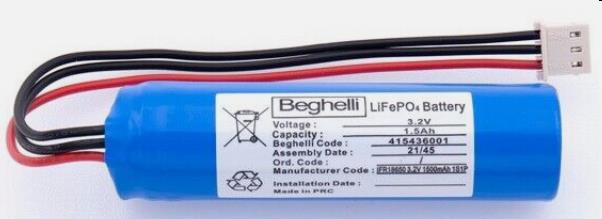 Beghelli LiFePO4 Battery
Voltage : 3.2V
Capacity : 1.5Ah
Beghelli Code : 415436001
Assembly Date : 21/45
Ord. Code : /
Manufacturer Code : IFR18650 3.2V 1500mAh 1S1P
Installation Date :
Made in PRC